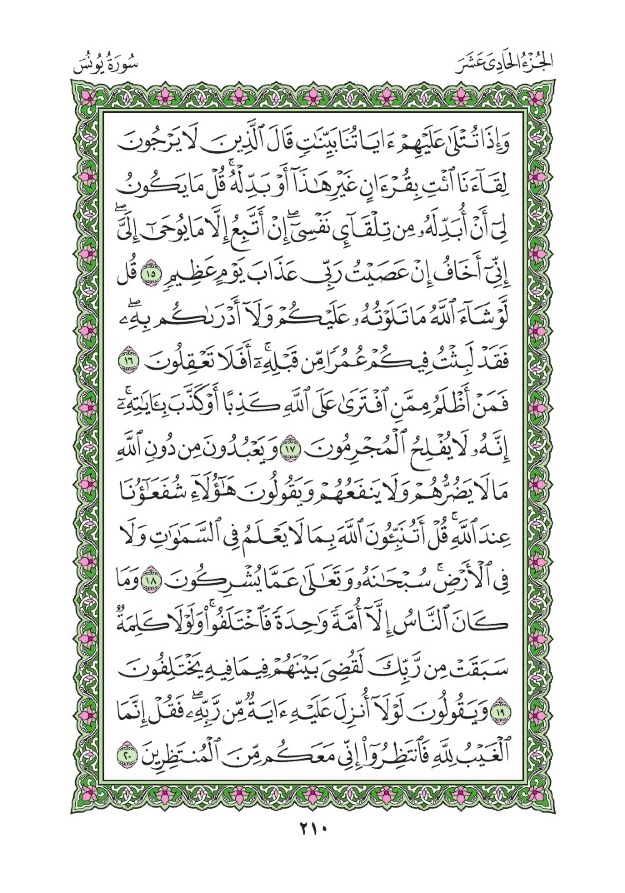 الجُزْءُ الحَادِىَ عَشَرَ
سُورَةُ يُونُسَ
وَإِذَا تُتْلَىٰ عَلَيْهِمْ ءَايَاتُنَا بَيِّنَٰتٍ قَالَ ٱلَّذِينَ لَا يَرْجُونَ
لِقَآءَنَا ٱئْتِ بِقُرْءَانٍ غَيْرِ هَٰذَآ أَوْ بَدِّلْهُ ۚ قُلْ مَا يَكُونُ
لِىٓ أَنْ أُبَدِّلَهُۥ مِن تِلْقَآئِ نَفْسِىٓ ۖ إِنْ أَتَّبِعُ إِلَّا مَا يُوحَىٰٓ إِلَىَّ ۖ
إِنِّىٓ أَخَافُ إِنْ عَصَيْتُ رَبِّى عَذَابَ يَوْمٍ عَظِيمٍ ١٥ قُل
لَّوْ شَآءَ ٱللَّهُ مَا تَلَوْتُهُۥ عَلَيْكُمْ وَلَآ أَدْرَىٰكُم بِهِۦ ۖ
فَقَدْ لَبِثْتُ فِيكُمْ عُمُرًا مِّن قَبْلِهِۦٓ ۚ أَفَلَا تَعْقِلُونَ ١٦
فَمَنْ أَظْلَمُ مِمَّنِ ٱفْتَرَىٰ عَلَى ٱللَّهِ كَذِبًا أَوْ كَذَّبَ بِـَٔايَٰتِهِۦٓ ۚ
إِنَّهُۥ لَا يُفْلِحُ ٱلْمُجْرِمُونَ ١٧ وَيَعْبُدُونَ مِن دُونِ ٱللَّهِ
مَا لَا يَضُرُّهُمْ وَلَا يَنفَعُهُمْ وَيَقُولُونَ هَٰٓؤُلَآءِ شُفَعَٰٓؤُنَا
عِندَ ٱللَّهِ ۚ قُلْ أَتُنَبِّـُٔونَ ٱللَّهَ بِمَا لَا يَعْلَمُ فِى ٱلسَّمَٰوَٰتِ وَلَا
فِى ٱلْأَرْضِ ۚ سُبْحَٰنَهُۥ وَتَعَٰلَىٰ عَمَّا يُشْرِكُونَ ١٨ وَمَا
كَانَ ٱلنَّاسُ إِلَّآ أُمَّةً وَٰحِدَةً فَٱخْتَلَفُوا۟ ۚ وَلَوْلَا كَلِمَةٌ
سَبَقَتْ مِن رَّبِّكَ لَقُضِىَ بَيْنَهُمْ فِيمَا فِيهِ يَخْتَلِفُونَ
١٩ وَيَقُولُونَ لَوْلَآ أُنزِلَ عَلَيْهِ ءَايَةٌ مِّن رَّبِّهِۦ ۖ فَقُلْ إِنَّمَا
ٱلْغَيْبُ لِلَّهِ فَٱنتَظِرُوٓا۟ إِنِّى مَعَكُم مِّنَ ٱلْمُنتَظِرِينَ ٢٠
٢١٠